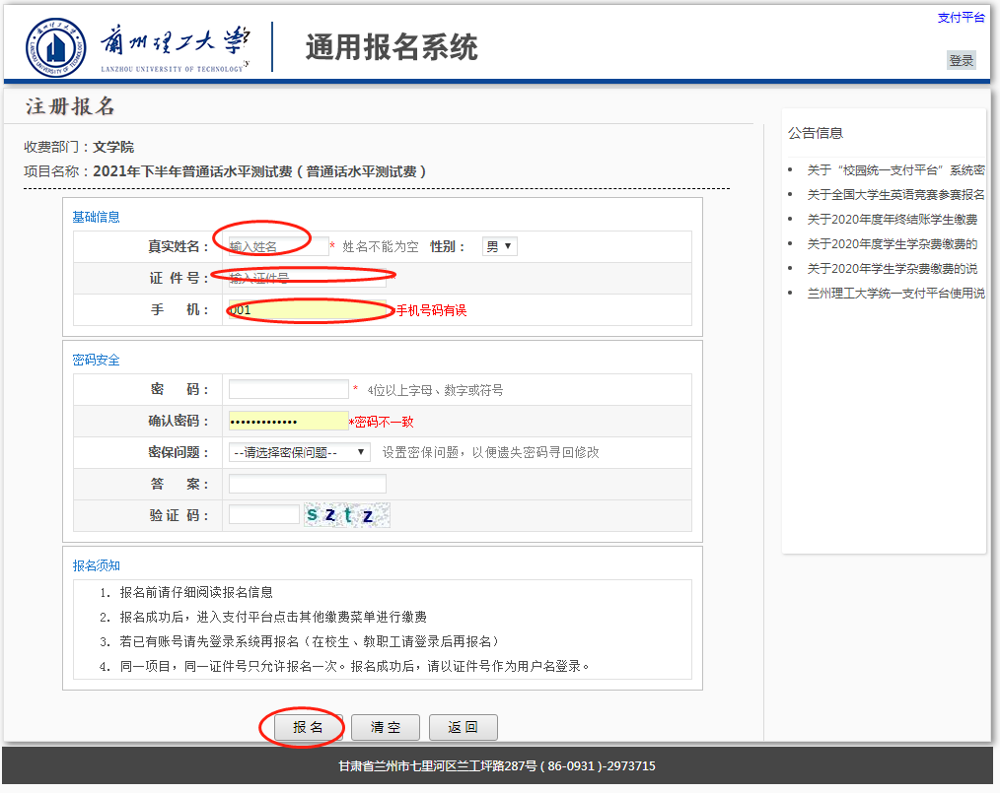 支付平台
兰州理工大学
LANZHOU UNIVERSITY OF TECHNOLOGY
通用报名系统
登录
注册报名
收费部门：文学院
项目名称：2021年下半年普通话水平测试费（普通话水平测试费）
基础信息
真实姓名： 输入姓名 * 姓名不能为空 性别： 男
证 件 号： 输入证件号
手 机： 001 *手机号码有误
密码安全
密 码： * 4位以上字母、数字或符号
确认密码： ••••••••••••• *密码不一致
密保问题： --请选择密保问题-- 设置密保问题，以便遗失密码寻回修改
答 案：
验 证 码： sztz
报名须知
1. 报名前请仔细阅读报名信息
2. 报名成功后，进入支付平台点击其他缴费菜单进行缴费
3. 若已有账号请先登录系统再报名（在校生、教职工请登录后再报名）
4. 同一项目，同一证件号只允许报名一次。报名成功后，请以证件号作为用户名登录。
报 名 清 空 返 回
公告信息
关于“校园统一支付平台”系统密
关于全国大学生英语竞赛参赛报名
关于2020年度年终结账学生缴费
关于2020年度学生学杂费缴费的
关于2020年学生学杂费缴费的说
兰州理工大学统一支付平台使用说
甘肃省兰州市七里河区兰工坪路287号 ( 86-0931 )-2973715